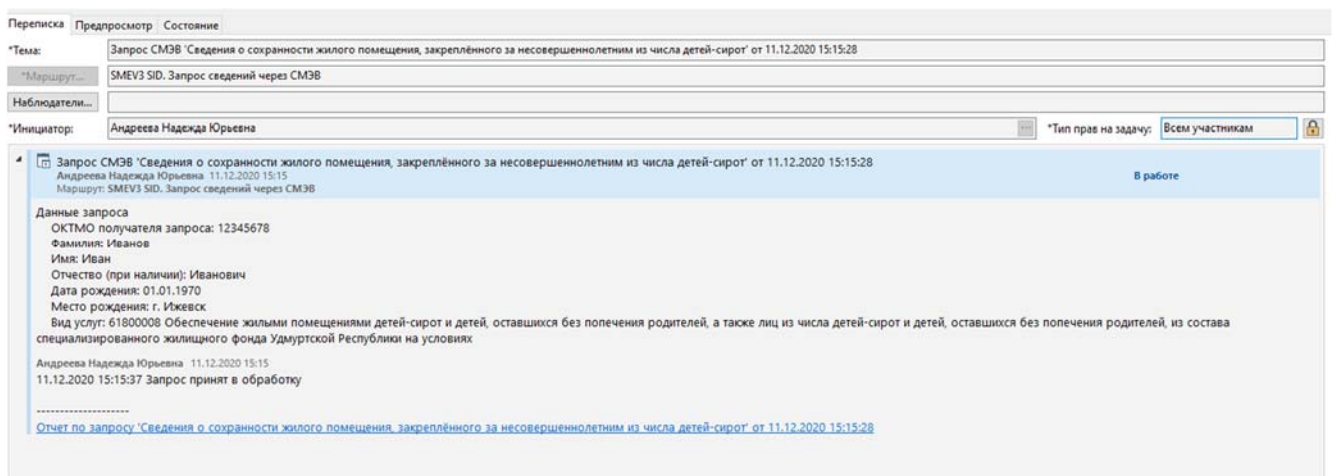 Переписка Предпросмотр Состояние
*Тема: Запрос СМЭВ 'Сведения о сохранности жилого помещения, закреплённого за несовершеннолетним из числа детей-сирот' от 11.12.2020 15:15:28
*Маршрут... SMEV3 SID. Запрос сведений через СМЭВ
Наблюдатели...
*Инициатор: Андреева Надежда Юрьевна ... *Тип прав на задачу: Всем участникам
Запрос СМЭВ 'Сведения о сохранности жилого помещения, закреплённого за несовершеннолетним из числа детей-сирот' от 11.12.2020 15:15:28
Андреева Надежда Юрьевна 11.12.2020 15:15 В работе
Маршрут: SMEV3 SID. Запрос сведений через СМЭВ
Данные запроса
ОКТМО получателя запроса: 12345678
Фамилия: Иванов
Имя: Иван
Отчество (при наличии): Иванович
Дата рождения: 01.01.1970
Место рождения: г. Ижевск
Вид услуг: 61800008 Обеспечение жилыми помещениями детей-сирот и детей, оставшихся без попечения родителей, а также лиц из числа детей-сирот и детей, оставшихся без попечения родителей, из состава
специализированного жилищного фонда Удмуртской Республики на условиях
Андреева Надежда Юрьевна 11.12.2020 15:15
11.12.2020 15:15:37 Запрос принят в обработку
--------------------
Отчет по запросу 'Сведения о сохранности жилого помещения, закреплённого за несовершеннолетним из числа детей-сирот' от 11.12.2020 15:15:28